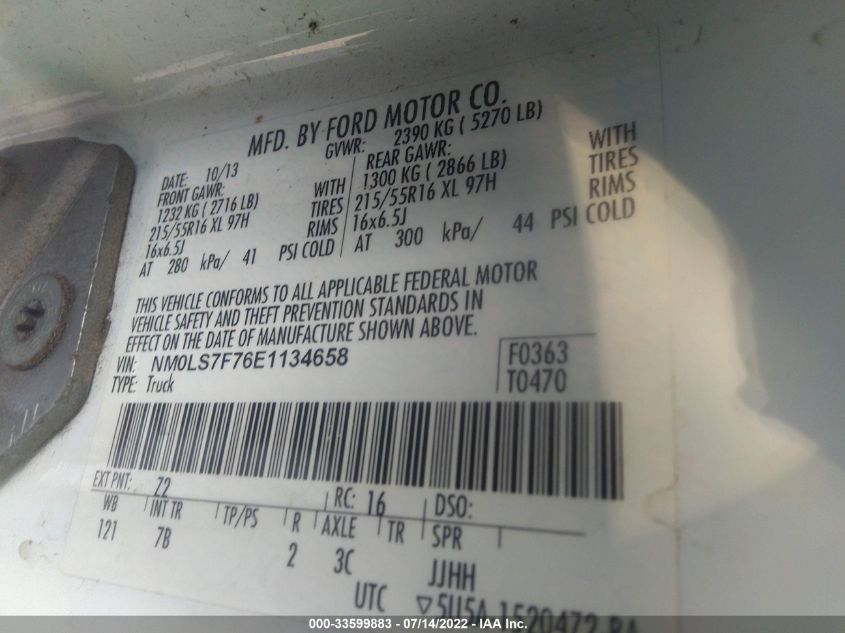 MFD. BY FORD MOTOR CO.
DATE: 10/13 GVWR: 2390 KG ( 5270 LB)
FRONT GAWR: REAR GAWR:
1232 KG ( 2716 LB) WITH 1300 KG ( 2866 LB) WITH
215/55R16 XL 97H TIRES 215/55R16 XL 97H TIRES
16x6.5J RIMS 16x6.5J RIMS
AT 280 kPa/ 41 PSI COLD AT 300 kPa/ 44 PSI COLD
THIS VEHICLE CONFORMS TO ALL APPLICABLE FEDERAL MOTOR
VEHICLE SAFETY AND THEFT PREVENTION STANDARDS IN
EFFECT ON THE DATE OF MANUFACTURE SHOWN ABOVE.
VIN: NM0LS7F76E1134658 F0363
TYPE: Truck T0470
EXT PNT: Z2 RC: 16 DSO:
WB INT TR TP/PS R AXLE TR SPR
121 7B 2 3C JJHH
UTC ▽5U5A 1520472 BA
000-33599883 / 07/14/2022 / © IAA Inc.